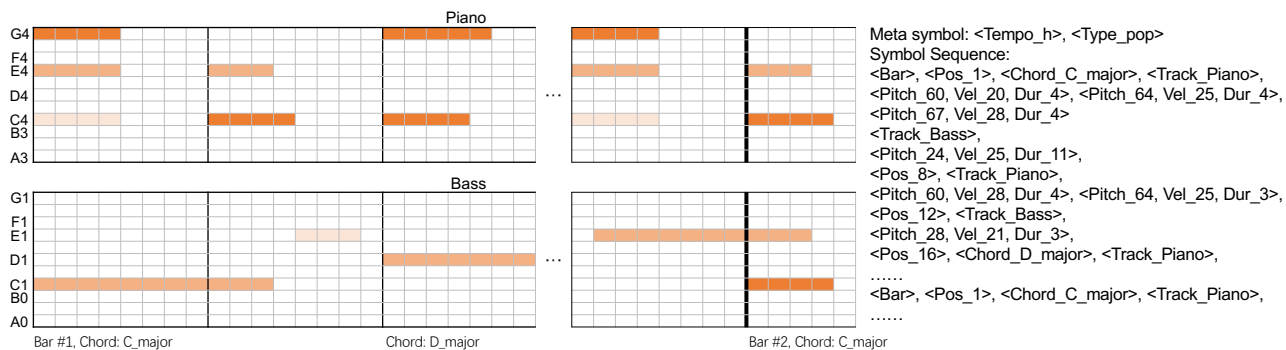 Piano
G4
F4
E4
D4
C4
B3
A3
...
Bass
G1
F1
E1
D1
C1
B0
A0
...
Bar #1, Chord: C_major
Chord: D_major
Bar #2, Chord: C_major
Meta symbol: <Tempo_h>, <Type_pop>
Symbol Sequence:
<Bar>, <Pos_1>, <Chord_C_major>, <Track_Piano>,
<Pitch_60, Vel_20, Dur_4>, <Pitch_64, Vel_25, Dur_4>,
<Pitch_67, Vel_28, Dur_4>
<Track_Bass>,
<Pitch_24, Vel_25, Dur_11>,
<Pos_8>, <Track_Piano>,
<Pitch_60, Vel_28, Dur_4>, <Pitch_64, Vel_25, Dur_3>,
<Pos_12>, <Track_Bass>,
<Pitch_28, Vel_21, Dur_3>,
<Pos_16>, <Chord_D_major>, <Track_Piano>,
......
<Bar>, <Pos_1>, <Chord_C_major>, <Track_Piano>,
......